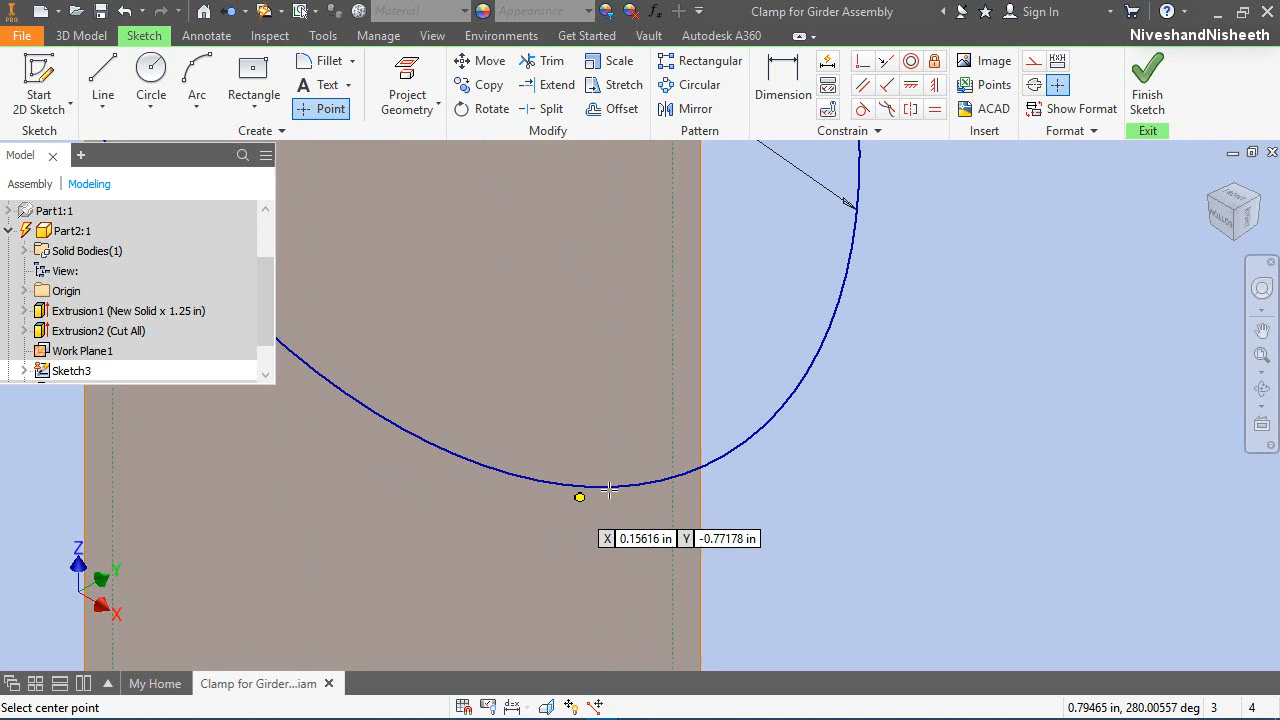 PRO Material Appearance fx Clamp for Girder Assembly Sign In ?
File 3D Model Sketch Annotate Inspect Tools Manage View Environments Get Started Vault Autodesk A360 NiveshandNisheeth
Start 2D Sketch
Line
Circle
Arc
Rectangle
Fillet
Text
Point
Project Geometry
Move
Copy
Rotate
Trim
Extend
Split
Scale
Stretch
Offset
Rectangular
Circular
Mirror
Dimension
Image
Points
ACAD
Show Format
Finish Sketch
Sketch Create Modify Pattern Constrain Insert Format Exit
Model
Assembly Modeling
Part1:1
Part2:1
Solid Bodies(1)
View:
Origin
Extrusion1 (New Solid x 1.25 in)
Extrusion2 (Cut All)
Work Plane1
Sketch3
FRONT
BOTTOM
X 0.15616 in Y -0.77178 in
Z
Y
X
My Home Clamp for Girder...iam
Select center point 0.79465 in, 280.00557 deg 3 4